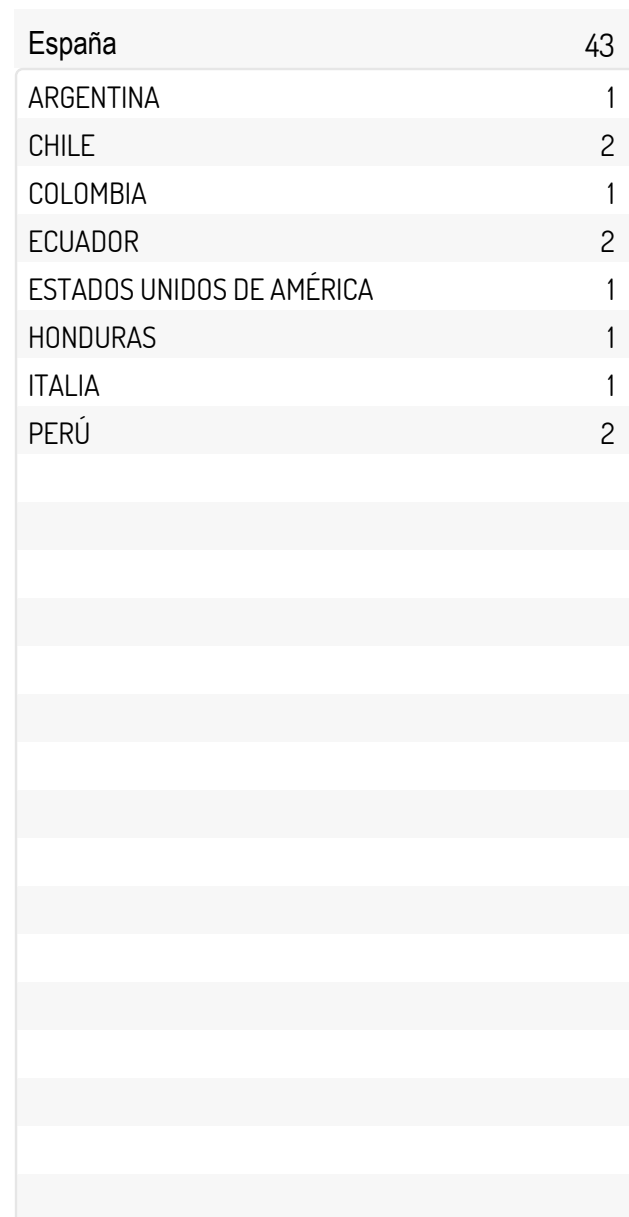 España 43
ARGENTINA 1
CHILE 2
COLOMBIA 1
ECUADOR 2
ESTADOS UNIDOS DE AMÉRICA 1
HONDURAS 1
ITALIA 1
PERÚ 2